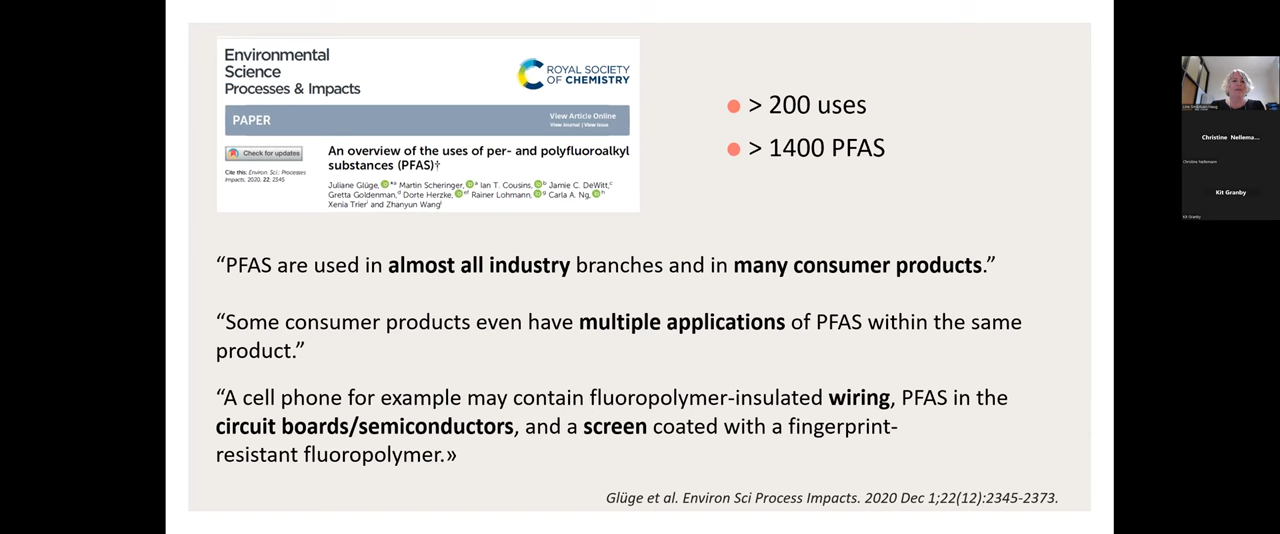 Environmental
Science
Processes & Impacts
ROYAL SOCIETY
OF CHEMISTRY
PAPER
View Article Online
View Journal | View Issue
Check for updates
Cite this: Environ. Sci.: Processes
Impacts, 2020, 22, 2345
An overview of the uses of per- and polyfluoroalkyl
substances (PFAS)†
Juliane Glüge, *ᵃ Martin Scheringer, ᵃ Ian T. Cousins, ᵇ Jamie C. DeWitt,ᶜ
Gretta Goldenman,ᵈ Dorte Herzke, ᵉᶠ Rainer Lohmann, ᵍ Carla A. Ng, ʰ
Xenia Trierⁱ and Zhanyun Wangʲ
> 200 uses
> 1400 PFAS
“PFAS are used in almost all industry branches and in many consumer products.”
“Some consumer products even have multiple applications of PFAS within the same
product.”
“A cell phone for example may contain fluoropolymer-insulated wiring, PFAS in the
circuit boards/semiconductors, and a screen coated with a fingerprint-
resistant fluoropolymer.»
Glüge et al. Environ Sci Process Impacts. 2020 Dec 1;22(12):2345-2373.
Christine Nellema...
Christine Nellemann
Kit Granby
Kit Granby